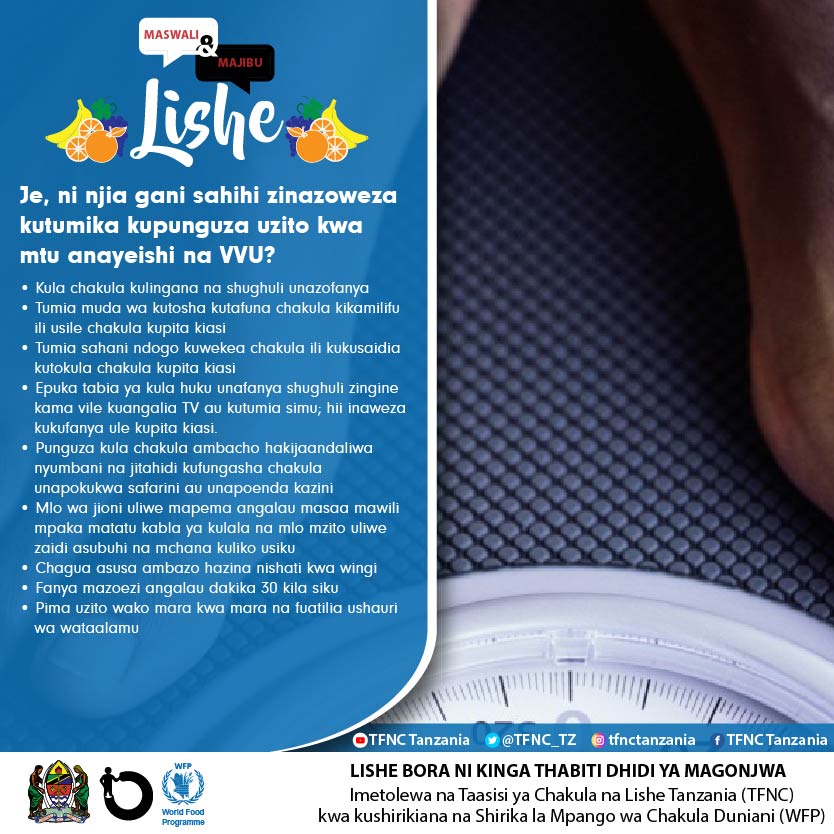 MASWALI
&
MAJIBU
Lishe
Je, ni njia gani sahihi zinazoweza
kutumika kupunguza uzito kwa
mtu anayeishi na VVU?
• Kula chakula kulingana na shughuli unazofanya
• Tumia muda wa kutosha kutafuna chakula kikamilifu
ili usile chakula kupita kiasi
• Tumia sahani ndogo kuwekea chakula ili kukusaidia
kutokula chakula kupita kiasi
• Epuka tabia ya kula huku unafanya shughuli zingine
kama vile kuangalia TV au kutumia simu; hii inaweza
kukufanya ule kupita kiasi.
• Punguza kula chakula ambacho hakijaandaliwa
nyumbani na jitahidi kufungasha chakula
unapokukwa safarini au unapoenda kazini
• Mlo wa jioni uliwe mapema angalau masaa mawili
mpaka matatu kabla ya kulala na mlo mzito uliwe
zaidi asubuhi na mchana kuliko usiku
• Chagua asusa ambazo hazina nishati kwa wingi
• Fanya mazoezi angalau dakika 30 kila siku
• Pima uzito wako mara kwa mara na fuatilia ushauri
wa wataalamu
TFNC Tanzania @TFNC_TZ tfnctanzania TFNC Tanzania
WFP
World Food
Programme
LISHE BORA NI KINGA THABITI DHIDI YA MAGONJWA
Imetolewa na Taasisi ya Chakula na Lishe Tanzania (TFNC)
kwa kushirikiana na Shirika la Mpango wa Chakula Duniani (WFP)